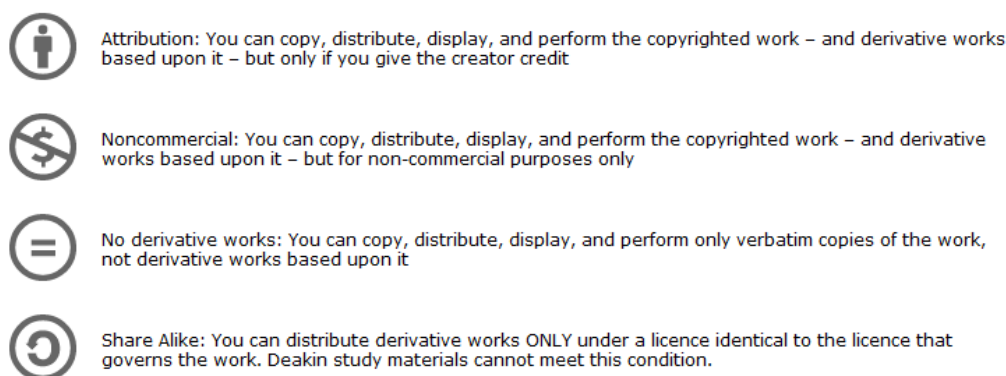 Attribution: You can copy, distribute, display, and perform the copyrighted work – and derivative works
based upon it – but only if you give the creator credit
Noncommercial: You can copy, distribute, display, and perform the copyrighted work – and derivative
works based upon it – but for non-commercial purposes only
No derivative works: You can copy, distribute, display, and perform only verbatim copies of the work,
not derivative works based upon it
Share Alike: You can distribute derivative works ONLY under a licence identical to the licence that
governs the work. Deakin study materials cannot meet this condition.